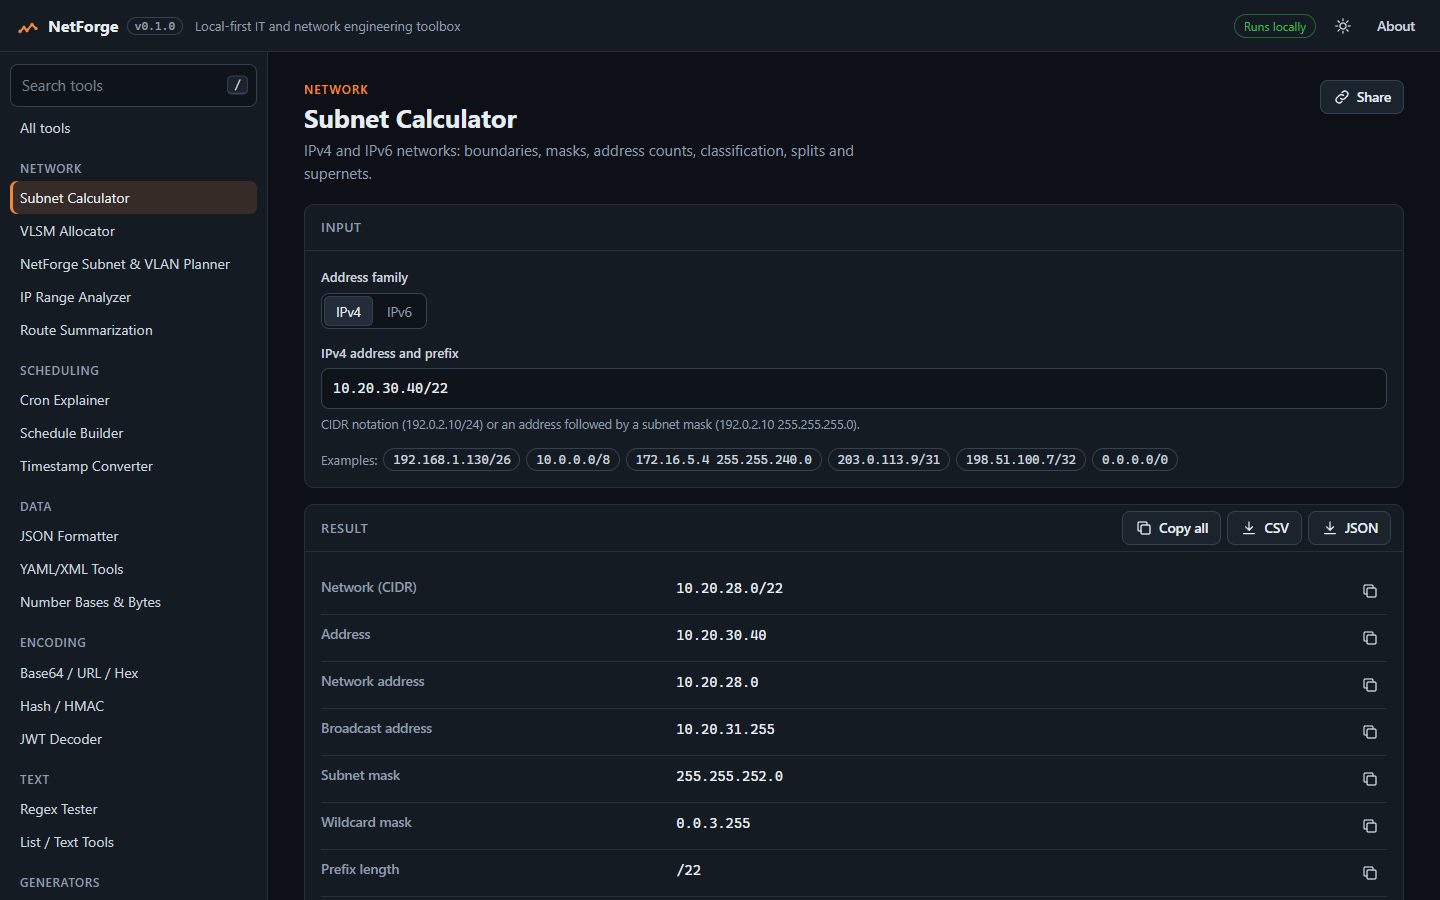 NetForge v0.1.0 Local-first IT and network engineering toolbox
Runs locally About
Search tools /
All tools
NETWORK
Subnet Calculator
VLSM Allocator
NetForge Subnet & VLAN Planner
IP Range Analyzer
Route Summarization
SCHEDULING
Cron Explainer
Schedule Builder
Timestamp Converter
DATA
JSON Formatter
YAML/XML Tools
Number Bases & Bytes
ENCODING
Base64 / URL / Hex
Hash / HMAC
JWT Decoder
TEXT
Regex Tester
List / Text Tools
GENERATORS
NETWORK
Subnet Calculator
Share
IPv4 and IPv6 networks: boundaries, masks, address counts, classification, splits and
supernets.
INPUT
Address family
IPv4 IPv6
IPv4 address and prefix
10.20.30.40/22
CIDR notation (192.0.2.10/24) or an address followed by a subnet mask (192.0.2.10 255.255.255.0).
Examples: 192.168.1.130/26 10.0.0.0/8 172.16.5.4 255.255.240.0 203.0.113.9/31 198.51.100.7/32 0.0.0.0/0
RESULT Copy all CSV JSON
Network (CIDR) 10.20.28.0/22
Address 10.20.30.40
Network address 10.20.28.0
Broadcast address 10.20.31.255
Subnet mask 255.255.252.0
Wildcard mask 0.0.3.255
Prefix length /22